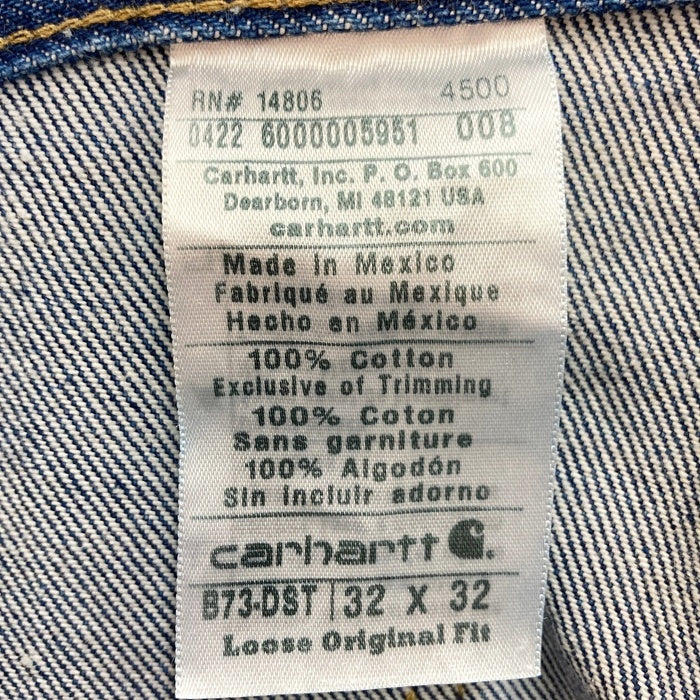 RN# 14806 4500
0422 6000005951 008
Carhartt, Inc. P. O. Box 600
Dearborn, MI 48121 USA
carhartt.com
Made in Mexico
Fabriqué au Mexique
Hecho en México
100% Cotton
Exclusive of Trimming
100% Coton
Sans garniture
100% Algodón
Sin incluir adorno
carhartt
B73-DST 32 X 32
Loose Original Fit